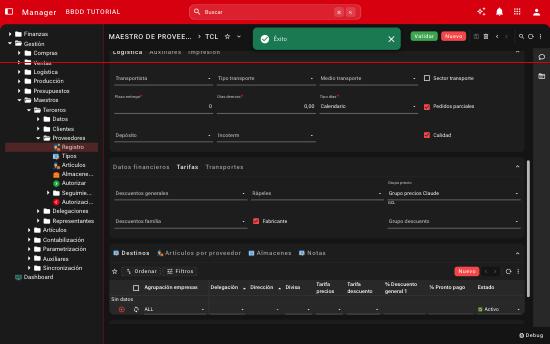 Manager BBDD TUTORIAL
Buscar
Finanzas
Gestión
Compras
Ventas
Logística
Producción
Presupuestos
Maestros
Terceros
Datos
Clientes
Proveedores
Registro
Tipos
Artículos
Almacene...
Autorizar
Seguimie...
Autorizaci...
Delegaciones
Representantes
Artículos
Contabilización
Parametrización
Auxiliares
Sincronización
Dashboard
MAESTRO DE PROVEE... > TCL
Éxito
Validar Nuevo
Logística Auxiliares Impresión
Transportista Tipo transporte Medio transporte Sector transporte
Plazo entrega* Días demora* Tipo días*
0 0,00 Calendario Pedidos parciales
Depósito Incoterm Calidad
Datos financieros Tarifas Transportes
Descuentos generales Rápeles Grupo precio
Grupo precios Claude
Descuentos familia Fabricante Grupo descuento
Destinos Artículos por proveedor Almacenes Notas
Ordenar Filtros Nuevo
Agrupación empresas Delegación Dirección Divisa Tarifa precios Tarifa descuento % Descuento general 1 % Pronto pago Estado
Sin datos
ALL Activo
Debug